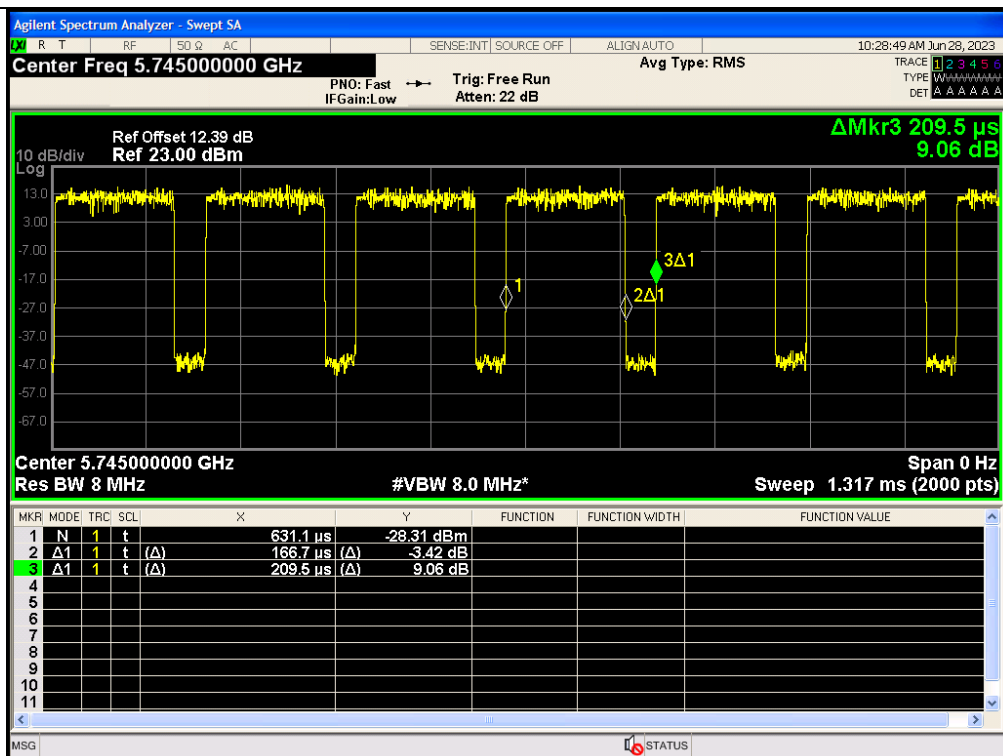 Agilent Spectrum Analyzer - Swept SA
LXI R T RF 50 Ω AC SENSE:INT SOURCE OFF ALIGN AUTO 10:28:49 AM Jun 28, 2023
Center Freq 5.745000000 GHz Avg Type: RMS TRACE 1 2 3 4 5 6
PNO: Fast Trig: Free Run TYPE W
IFGain:Low Atten: 22 dB DET A A A A A A
ΔMkr3 209.5 µs
9.06 dB
Ref Offset 12.39 dB
10 dB/div Ref 23.00 dBm
Log
13.0
3.00
-7.00
-17.0
-27.0
-37.0
-47.0
-57.0
-67.0
3Δ1
1
2Δ1
Center 5.745000000 GHz Span 0 Hz
Res BW 8 MHz #VBW 8.0 MHz* Sweep 1.317 ms (2000 pts)
MKR MODE TRC SCL X Y FUNCTION FUNCTION WIDTH FUNCTION VALUE
1 N 1 t 631.1 µs -28.31 dBm
2 Δ1 1 t (Δ) 166.7 µs (Δ) -3.42 dB
3 Δ1 1 t (Δ) 209.5 µs (Δ) 9.06 dB
4
5
6
7
8
9
10
11
MSG STATUS